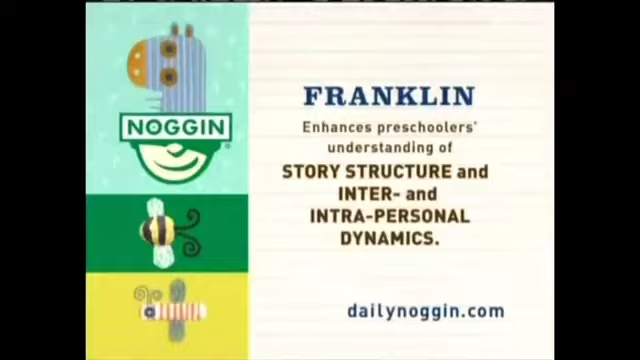 NOGGIN
FRANKLIN
Enhances preschoolers'
understanding of
STORY STRUCTURE and
INTER- and
INTRA-PERSONAL
DYNAMICS.
dailynoggin.com